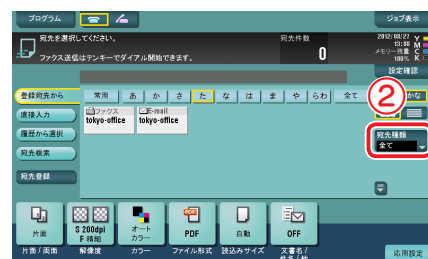 プログラム
ジョブ表示
宛先を選択してください。
ファクス送信はテンキーでダイアル開始できます。
宛先件数
0
2012/08/27
13:08
メモリー残量
100%
Y
M
C
K
設定確認
登録宛先から
常用
あ
か
さ
た
な
は
ま
や
らわ
全て
かな
②
直接入力
履歴から選択
宛先検索
宛先登録
ファクス
tokyo-office
E-mail
tokyo-office
宛先種類
全て
片面
S 200dpi
F 精細
オート
カラー
PDF
自動
OFF
片面/両面
解像度
カラー
ファイル形式
読込みサイズ
文書名/
応用設定